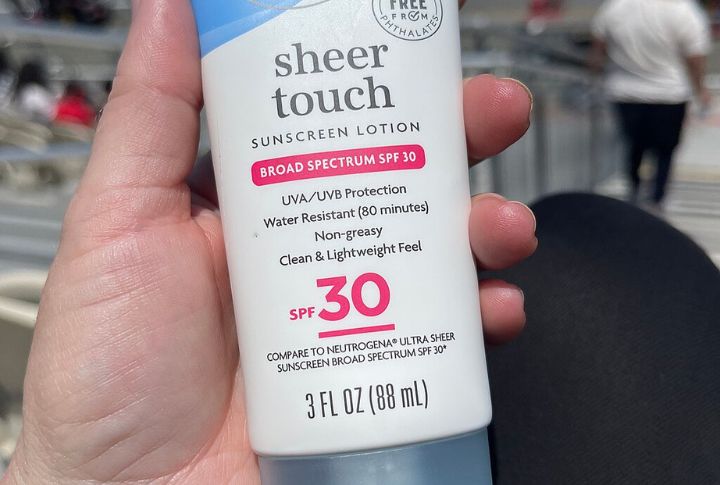 FREE
FROM
PHTHALATES
sheer
touch
SUNSCREEN LOTION
BROAD SPECTRUM SPF 30
UVA/UVB Protection
Water Resistant (80 minutes)
Non-greasy
Clean & Lightweight Feel
SPF 30
COMPARE TO NEUTROGENA® ULTRA SHEER
SUNSCREEN BROAD SPECTRUM SPF 30*
3 FL OZ (88 mL)